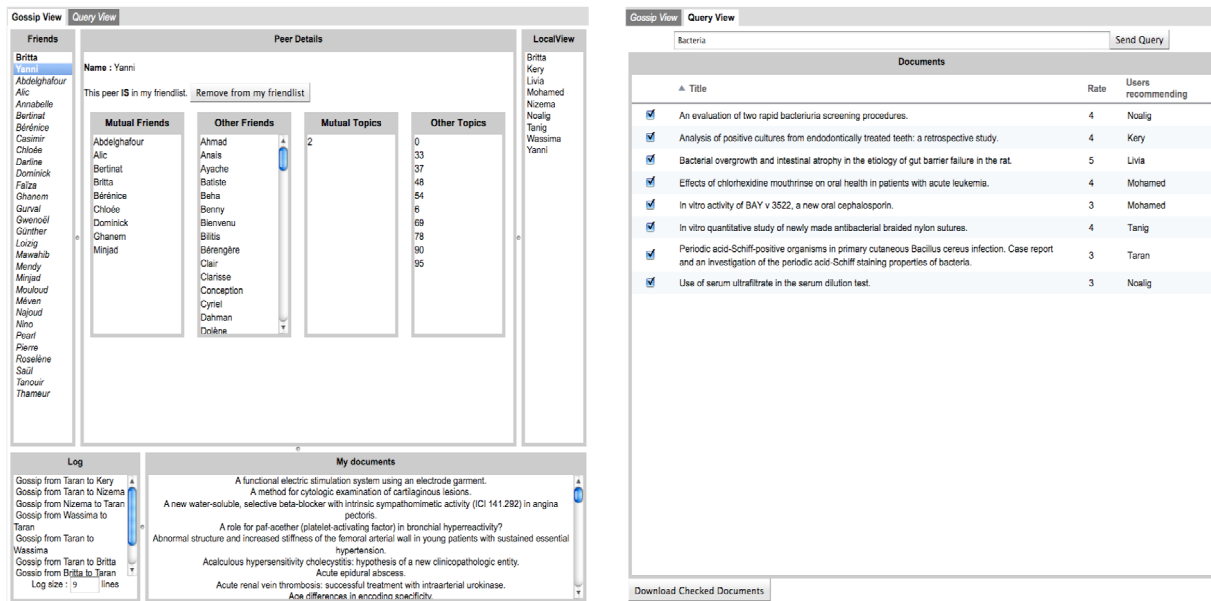 Gossip View Query View
Friends
Britta
Yanni
Abdelghafour
Alic
Annabelle
Bertinat
Bérénice
Casimir
Chloée
Darline
Dominick
Faïza
Ghanem
Gurval
Gwenoël
Günther
Loizig
Mawahib
Mendy
Minjad
Mouloud
Méven
Najoud
Nino
Pearl
Pierre
Roselène
Saül
Tanouir
Thameur
Peer Details
Name : Yanni
This peer IS in my friendlist. Remove from my friendlist
Mutual Friends
Abdelghafour
Alic
Bertinat
Britta
Bérénice
Chloée
Dominick
Ghanem
Minjad
Other Friends
Ahmad
Anais
Ayache
Batiste
Beha
Benny
Bienvenu
Bilitis
Bérengère
Clair
Clarisse
Conception
Cyriel
Dahman
Dolène
Mutual Topics
2
Other Topics
0
33
37
48
54
6
69
78
90
95
LocalView
Britta
Kery
Livia
Mohamed
Nizema
Noalig
Tanig
Wassima
Yanni
Log
Gossip from Taran to Kery
Gossip from Taran to Nizema
Gossip from Nizema to Taran
Gossip from Wassima to
Taran
Gossip from Taran to
Wassima
Gossip from Taran to Britta
Gossip from Britta to Taran
Log size : 9 lines
My documents
A functional electric stimulation system using an electrode garment.
A method for cytologic examination of cartilaginous lesions.
A new water-soluble, selective beta-blocker with intrinsic sympathomimetic activity (ICI 141.292) in angina
pectoris.
A role for paf-acether (platelet-activating factor) in bronchial hyperreactivity?
Abnormal structure and increased stiffness of the femoral arterial wall in young patients with sustained essential
hypertension.
Acalculous hypersensitivity cholecystitis: hypothesis of a new clinicopathologic entity.
Acute epidural abscess.
Acute renal vein thrombosis: successful treatment with intraarterial urokinase.
Age differences in encoding specificity.
Gossip View Query View
Bacteria Send Query
Documents
Title Rate Users
recommending
An evaluation of two rapid bacteriuria screening procedures. 4 Noalig
Analysis of positive cultures from endodontically treated teeth: a retrospective study. 4 Kery
Bacterial overgrowth and intestinal atrophy in the etiology of gut barrier failure in the rat. 5 Livia
Effects of chlorhexidine mouthrinse on oral health in patients with acute leukemia. 4 Mohamed
In vitro activity of BAY v 3522, a new oral cephalosporin. 3 Mohamed
In vitro quantitative study of newly made antibacterial braided nylon sutures. 4 Tanig
Periodic acid-Schiff-positive organisms in primary cutaneous Bacillus cereus infection. Case report
and an investigation of the periodic acid-Schiff staining properties of bacteria. 3 Taran
Use of serum ultrafiltrate in the serum dilution test. 3 Noalig
Download Checked Documents